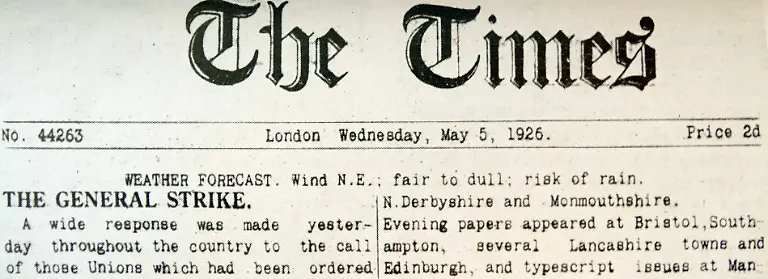 The Times
No. 44263 London Wednesday, May 5, 1926. Price 2d
WEATHER FORECAST. Wind N.E.; fair to dull; risk of rain.
THE GENERAL STRIKE.
A wide response was made yester-
day throughout the country to the call
of those Unions which had been ordered
N.Derbyshire and Monmouthshire.
Evening papers appeared at Bristol,South-
ampton, several Lancashire towns and
Edinburgh, and typescript issues at Man